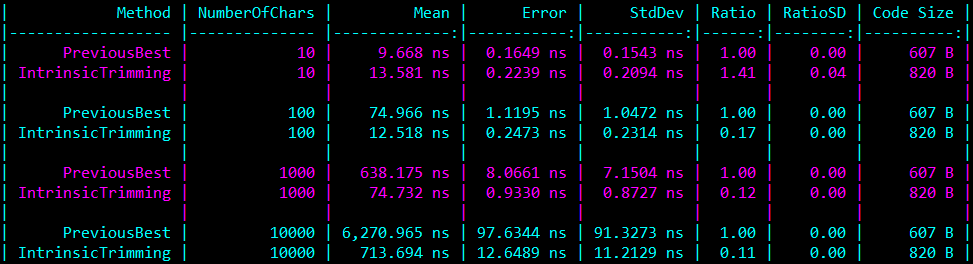 | Method | NumberOfChars | Mean | Error | StdDev | Ratio | RatioSD | Code Size |
|------------------ |-------------- |-------------:|-----------:|-----------:|------:|--------:|----------:|
| PreviousBest | 10 | 9.668 ns | 0.1649 ns | 0.1543 ns | 1.00 | 0.00 | 607 B |
| IntrinsicTrimming | 10 | 13.581 ns | 0.2239 ns | 0.2094 ns | 1.41 | 0.04 | 820 B |
| | | | | | | | |
| PreviousBest | 100 | 74.966 ns | 1.1195 ns | 1.0472 ns | 1.00 | 0.00 | 607 B |
| IntrinsicTrimming | 100 | 12.518 ns | 0.2473 ns | 0.2314 ns | 0.17 | 0.00 | 820 B |
| | | | | | | | |
| PreviousBest | 1000 | 638.175 ns | 8.0661 ns | 7.1504 ns | 1.00 | 0.00 | 607 B |
| IntrinsicTrimming | 1000 | 74.732 ns | 0.9330 ns | 0.8727 ns | 0.12 | 0.00 | 820 B |
| | | | | | | | |
| PreviousBest | 10000 | 6,270.965 ns | 97.6344 ns | 91.3273 ns | 1.00 | 0.00 | 607 B |
| IntrinsicTrimming | 10000 | 713.694 ns | 12.6489 ns | 11.2129 ns | 0.11 | 0.00 | 820 B |